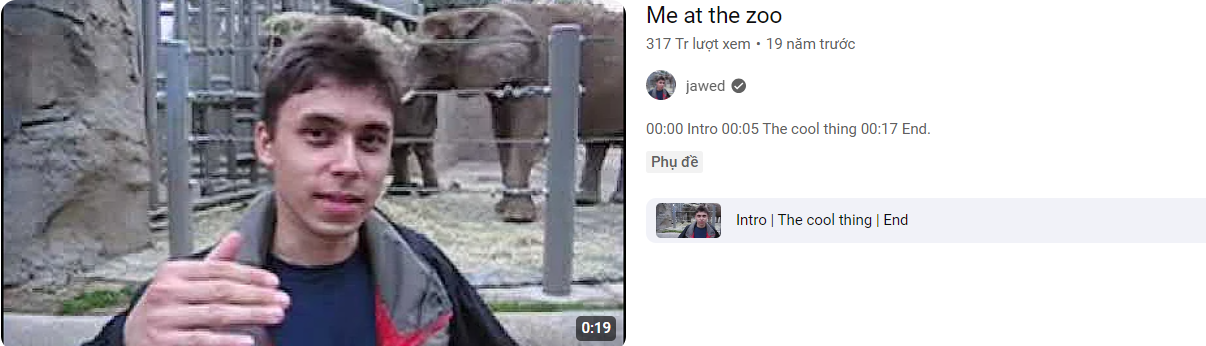 Me at the zoo
317 Tr lượt xem • 19 năm trước
jawed
00:00 Intro 00:05 The cool thing 00:17 End.
Phụ đề
Intro | The cool thing | End
0:19